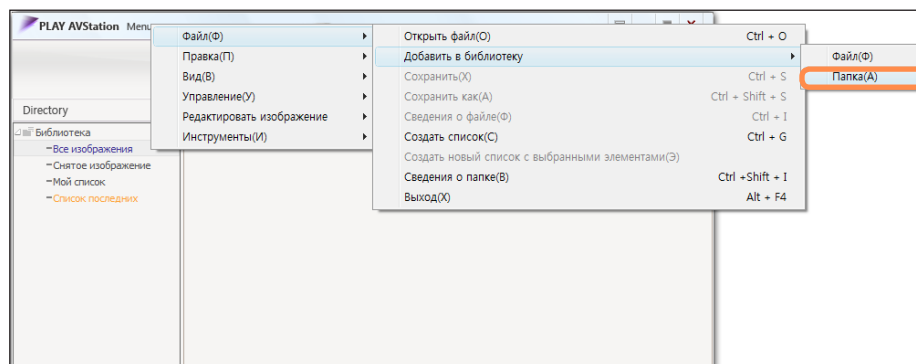 PLAY AVStation Menu
Directory
Библиотека
Все изображения
Снятое изображение
Мой список
Список последних
Файл(Ф)
Правка(П)
Вид(В)
Управление(У)
Редактировать изображение
Инструменты(И)
Открыть файл(О) Ctrl + O
Добавить в библиотеку
Сохранить(Х) Ctrl + S
Сохранить как(А) Ctrl + Shift + S
Сведения о файле(Ф) Ctrl + I
Создать список(С) Ctrl + G
Создать новый список с выбранными элементами(Э)
Сведения о папке(В) Ctrl +Shift + I
Выход(Х) Alt + F4
Файл(Ф)
Папка(А)